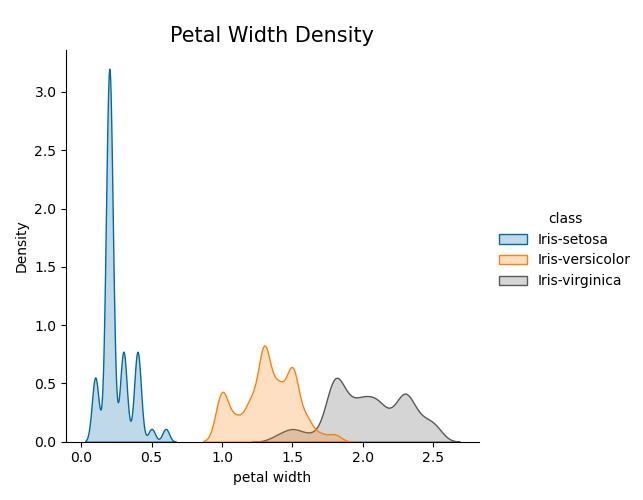 Petal Width Density
3.0
2.5
2.0
1.5
1.0
0.5
0.0
Density
0.0 0.5 1.0 1.5 2.0 2.5
petal width
class
Iris-setosa
Iris-versicolor
Iris-virginica